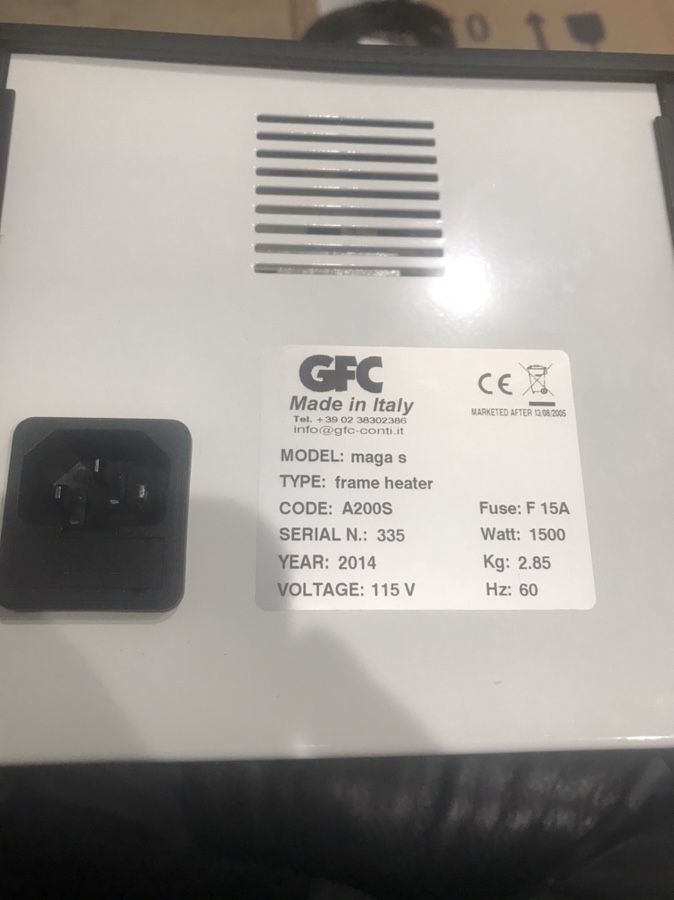 GFC
Made in Italy
Tel. +39 02 38302386
info@gfc-conti.it
CE
MARKETED AFTER 13/08/2005
MODEL: maga s
TYPE: frame heater
CODE: A200S
Fuse: F 15A
SERIAL N.: 335
Watt: 1500
YEAR: 2014
Kg: 2.85
VOLTAGE: 115 V
Hz: 60